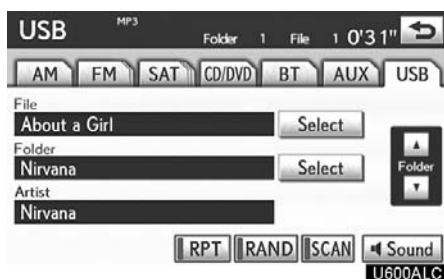 USB MP3 Folder 1 File 1 0'31"
AM FM SAT CD/DVD BT AUX USB
File
About a Girl Select
Folder
Nirvana Select Folder
Artist
Nirvana
RPT RAND SCAN Sound
U600ALC